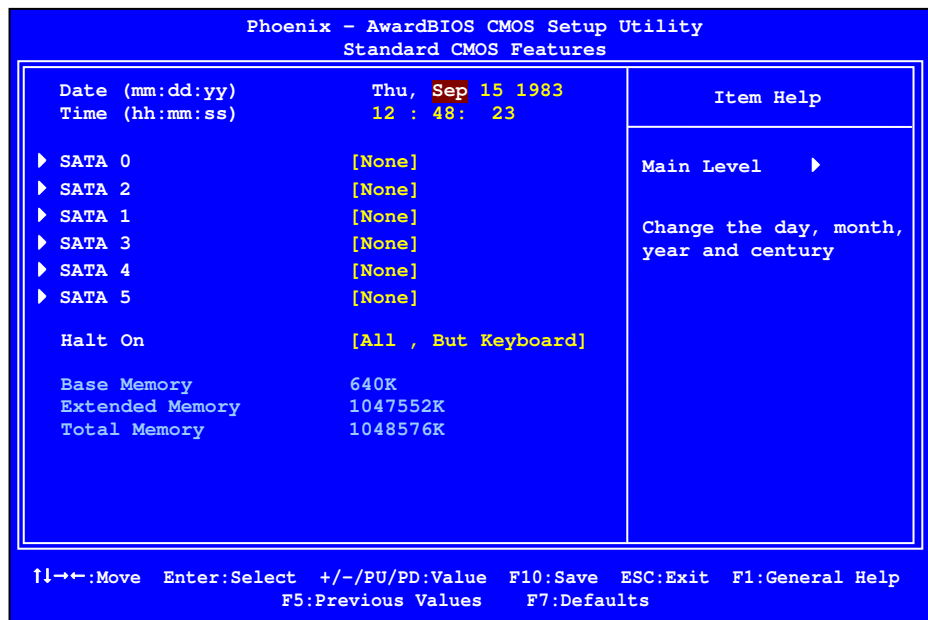 Phoenix – AwardBIOS CMOS Setup Utility
Standard CMOS Features
Date (mm:dd:yy) Thu, Sep 15 1983
Time (hh:mm:ss) 12 : 48: 23
SATA 0 [None]
SATA 2 [None]
SATA 1 [None]
SATA 3 [None]
SATA 4 [None]
SATA 5 [None]
Halt On [All , But Keyboard]
Base Memory 640K
Extended Memory 1047552K
Total Memory 1048576K
Item Help
Main Level
Change the day, month,
year and century
↑↓→←:Move Enter:Select +/-/PU/PD:Value F10:Save ESC:Exit F1:General Help
F5:Previous Values F7:Defaults